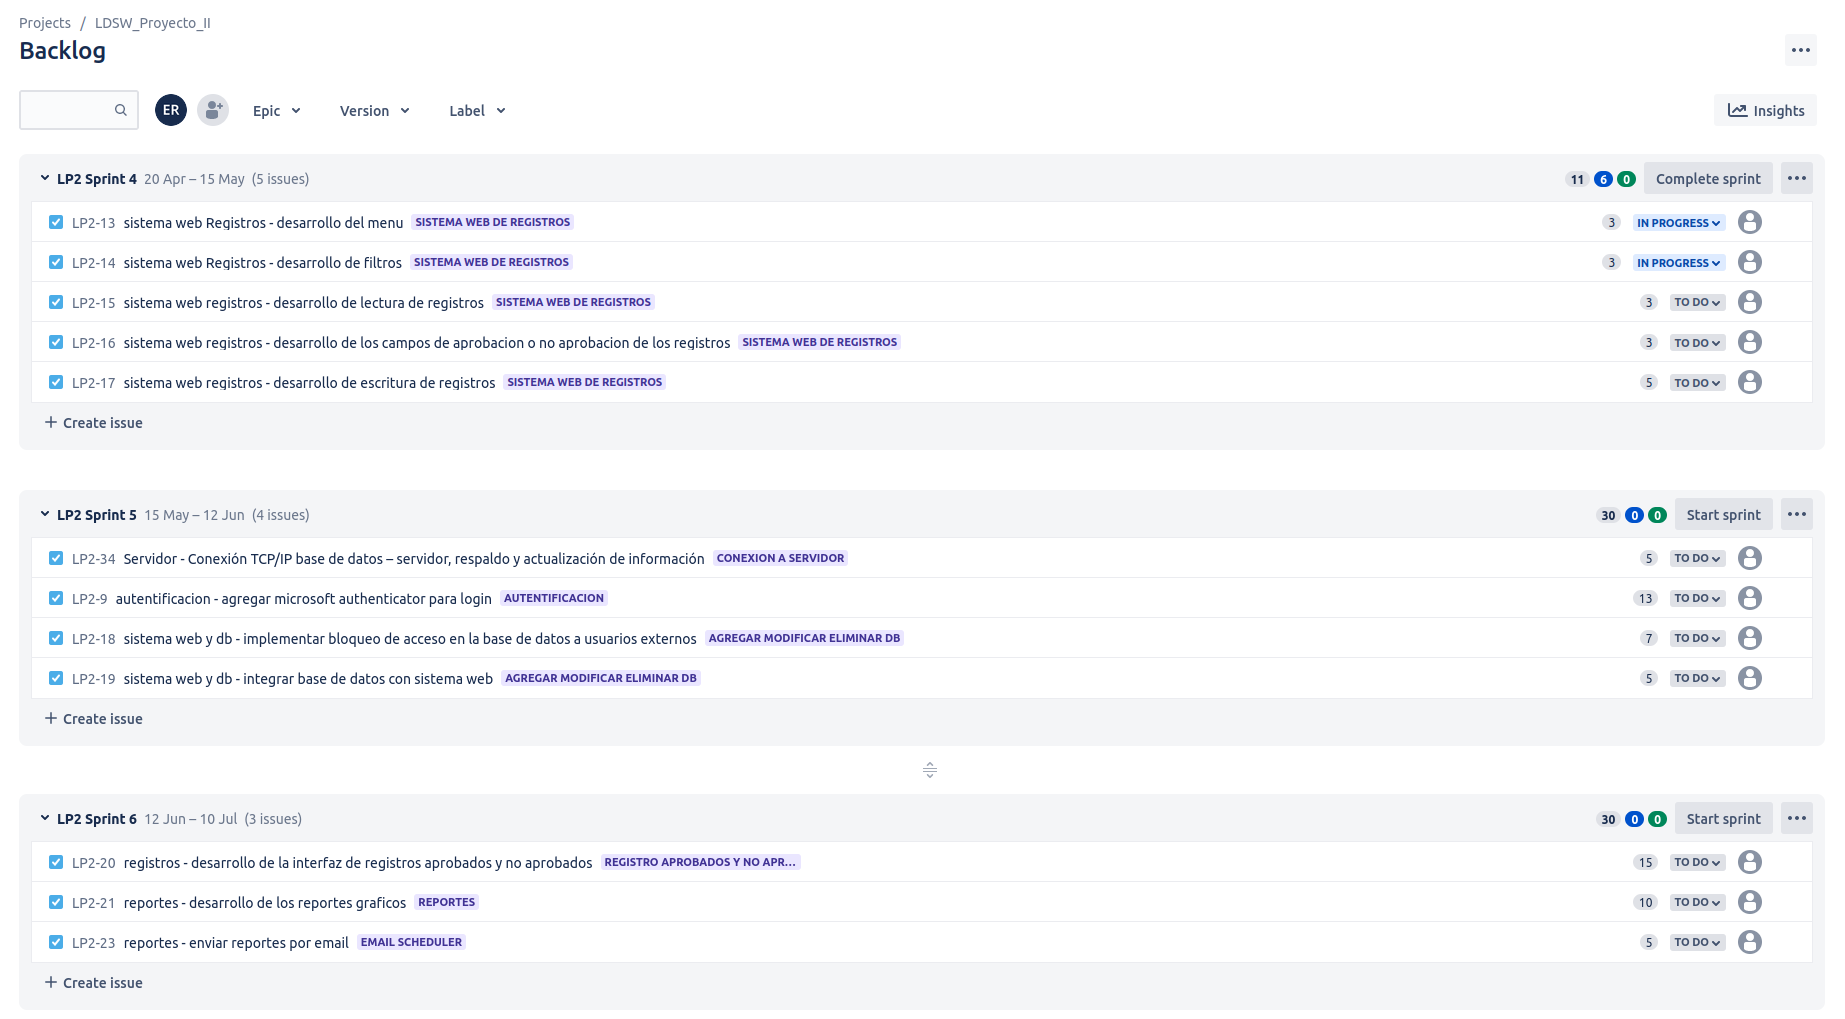 Projects / LDSW_Proyecto_II
Backlog
ER Epic Version Label Insights
LP2 Sprint 4 20 Apr – 15 May (5 issues) 11 6 0 Complete sprint
LP2-13 sistema web Registros - desarrollo del menu SISTEMA WEB DE REGISTROS 3 IN PROGRESS
LP2-14 sistema web Registros - desarrollo de filtros SISTEMA WEB DE REGISTROS 3 IN PROGRESS
LP2-15 sistema web registros - desarrollo de lectura de registros SISTEMA WEB DE REGISTROS 3 TO DO
LP2-16 sistema web registros - desarrollo de los campos de aprobacion o no aprobacion de los registros SISTEMA WEB DE REGISTROS 3 TO DO
LP2-17 sistema web registros - desarrollo de escritura de registros SISTEMA WEB DE REGISTROS 5 TO DO
+ Create issue
LP2 Sprint 5 15 May – 12 Jun (4 issues) 30 0 0 Start sprint
LP2-34 Servidor - Conexión TCP/IP base de datos – servidor, respaldo y actualización de información CONEXION A SERVIDOR 5 TO DO
LP2-9 autentificacion - agregar microsoft authenticator para login AUTENTIFICACION 13 TO DO
LP2-18 sistema web y db - implementar bloqueo de acceso en la base de datos a usuarios externos AGREGAR MODIFICAR ELIMINAR DB 7 TO DO
LP2-19 sistema web y db - integrar base de datos con sistema web AGREGAR MODIFICAR ELIMINAR DB 5 TO DO
+ Create issue
LP2 Sprint 6 12 Jun – 10 Jul (3 issues) 30 0 0 Start sprint
LP2-20 registros - desarrollo de la interfaz de registros aprobados y no aprobados REGISTRO APROBADOS Y NO APR... 15 TO DO
LP2-21 reportes - desarrollo de los reportes graficos REPORTES 10 TO DO
LP2-23 reportes - enviar reportes por email EMAIL SCHEDULER 5 TO DO
+ Create issue